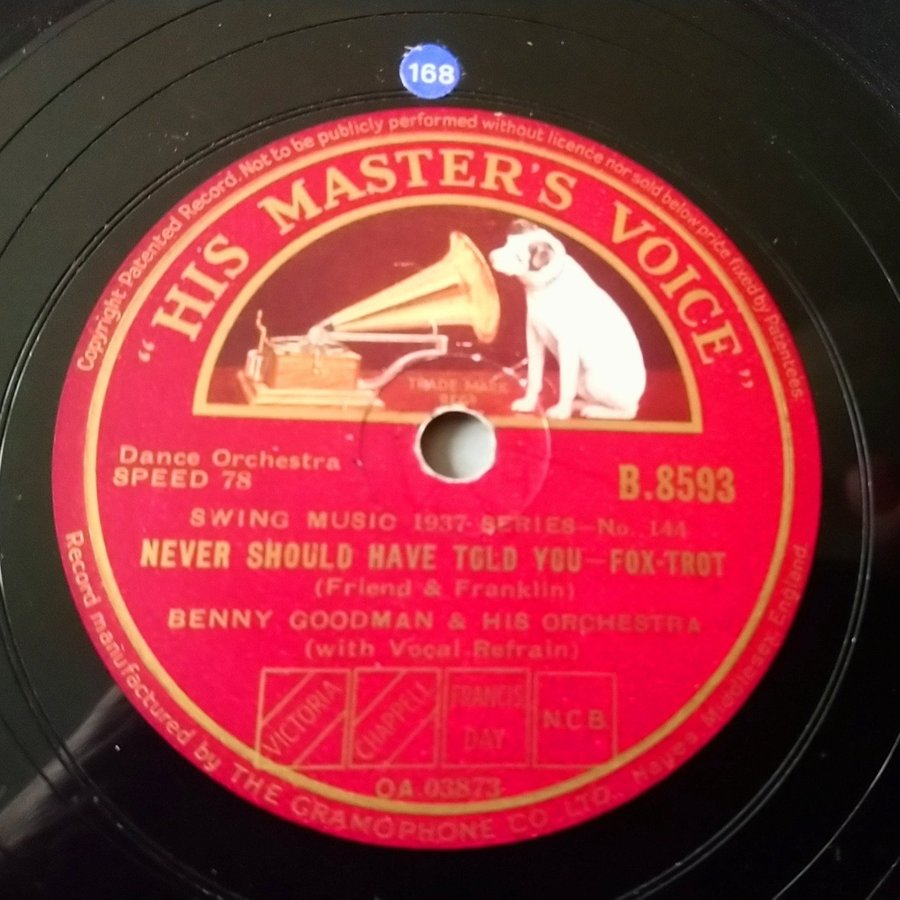 168
Copyright. Patented Record. Not to be publicly performed without licence nor sold below price fixed by Patentees.
"HIS MASTER'S VOICE"
TRADE MARK
Dance Orchestra
SPEED 78
B.8593
SWING MUSIC 1937 SERIES—No. 144
NEVER SHOULD HAVE TOLD YOU—FOX-TROT
(Friend & Franklin)
BENNY GOODMAN & HIS ORCHESTRA
(with Vocal Refrain)
VICTORIA
CHAPPELL
FRANCIS
DAY
N.C.B.
OA.03873
Record manufactured by THE GRAMOPHONE CO. LTD., Hayes, Middlesex, England.